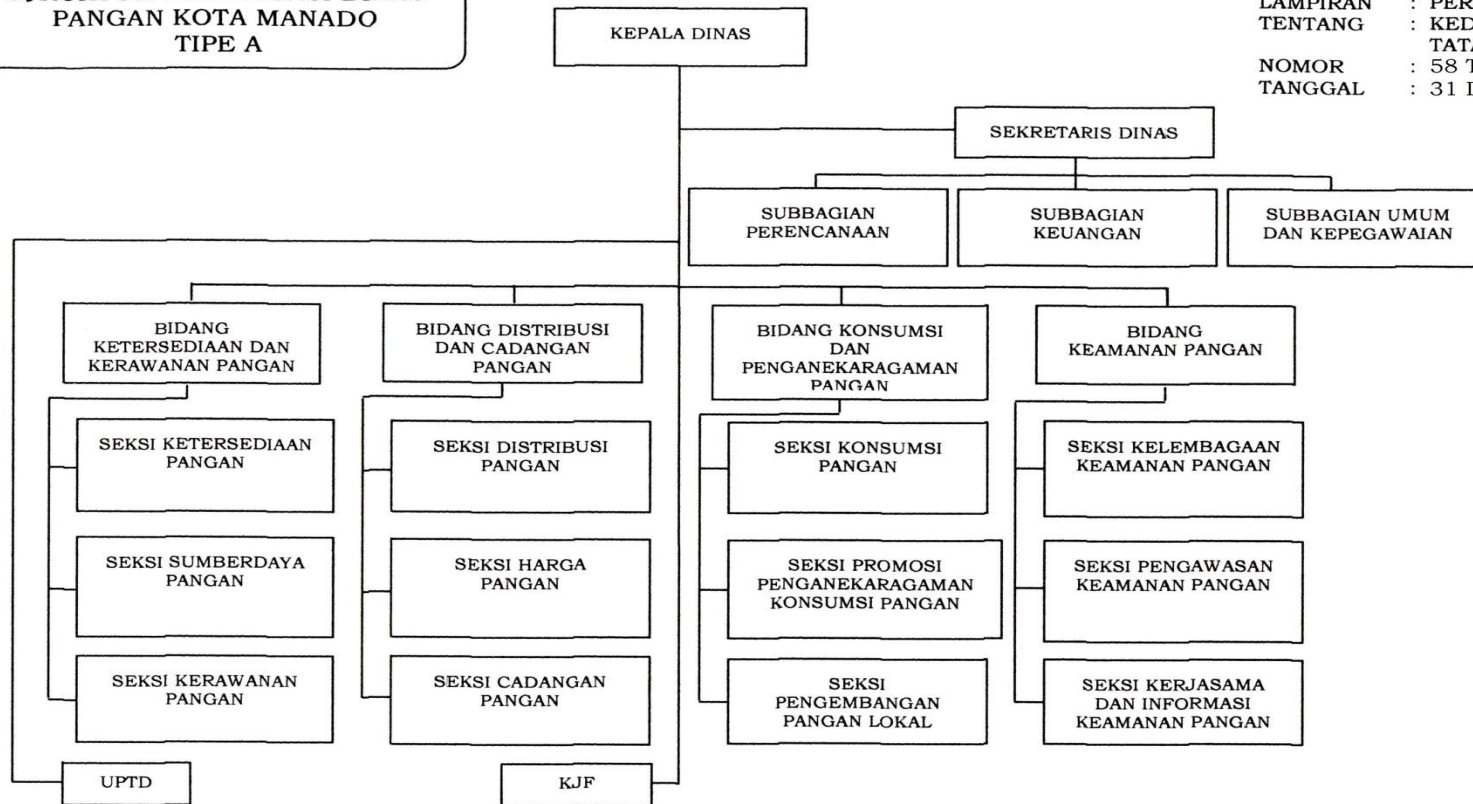 PANGAN KOTA MANADO
TIPE A
KEPALA DINAS
LAMPIRAN :
TENTANG :
NOMOR : 58
TANGGAL : 31
SEKRETARIS DINAS
SUBBAGIAN
PERENCANAAN
SUBBAGIAN
KEUANGAN
SUBBAGIAN UMUM
DAN KEPEGAWAIAN
BIDANG
KETERSEDIAAN DAN
KERAWANAN PANGAN
BIDANG DISTRIBUSI
DAN CADANGAN
PANGAN
BIDANG KONSUMSI
DAN
PENGANEKARAGAMAN
PANGAN
BIDANG
KEAMANAN PANGAN
SEKSI KETERSEDIAAN
PANGAN
SEKSI DISTRIBUSI
PANGAN
SEKSI KONSUMSI
PANGAN
SEKSI KELEMBAGAAN
KEAMANAN PANGAN
SEKSI SUMBERDAYA
PANGAN
SEKSI HARGA
PANGAN
SEKSI PROMOSI
PENGANEKARAGAMAN
KONSUMSI PANGAN
SEKSI PENGAWASAN
KEAMANAN PANGAN
SEKSI KERAWANAN
PANGAN
SEKSI CADANGAN
PANGAN
SEKSI
PENGEMBANGAN
PANGAN LOKAL
SEKSI KERJASAMA
DAN INFORMASI
KEAMANAN PANGAN
UPTD
KJF